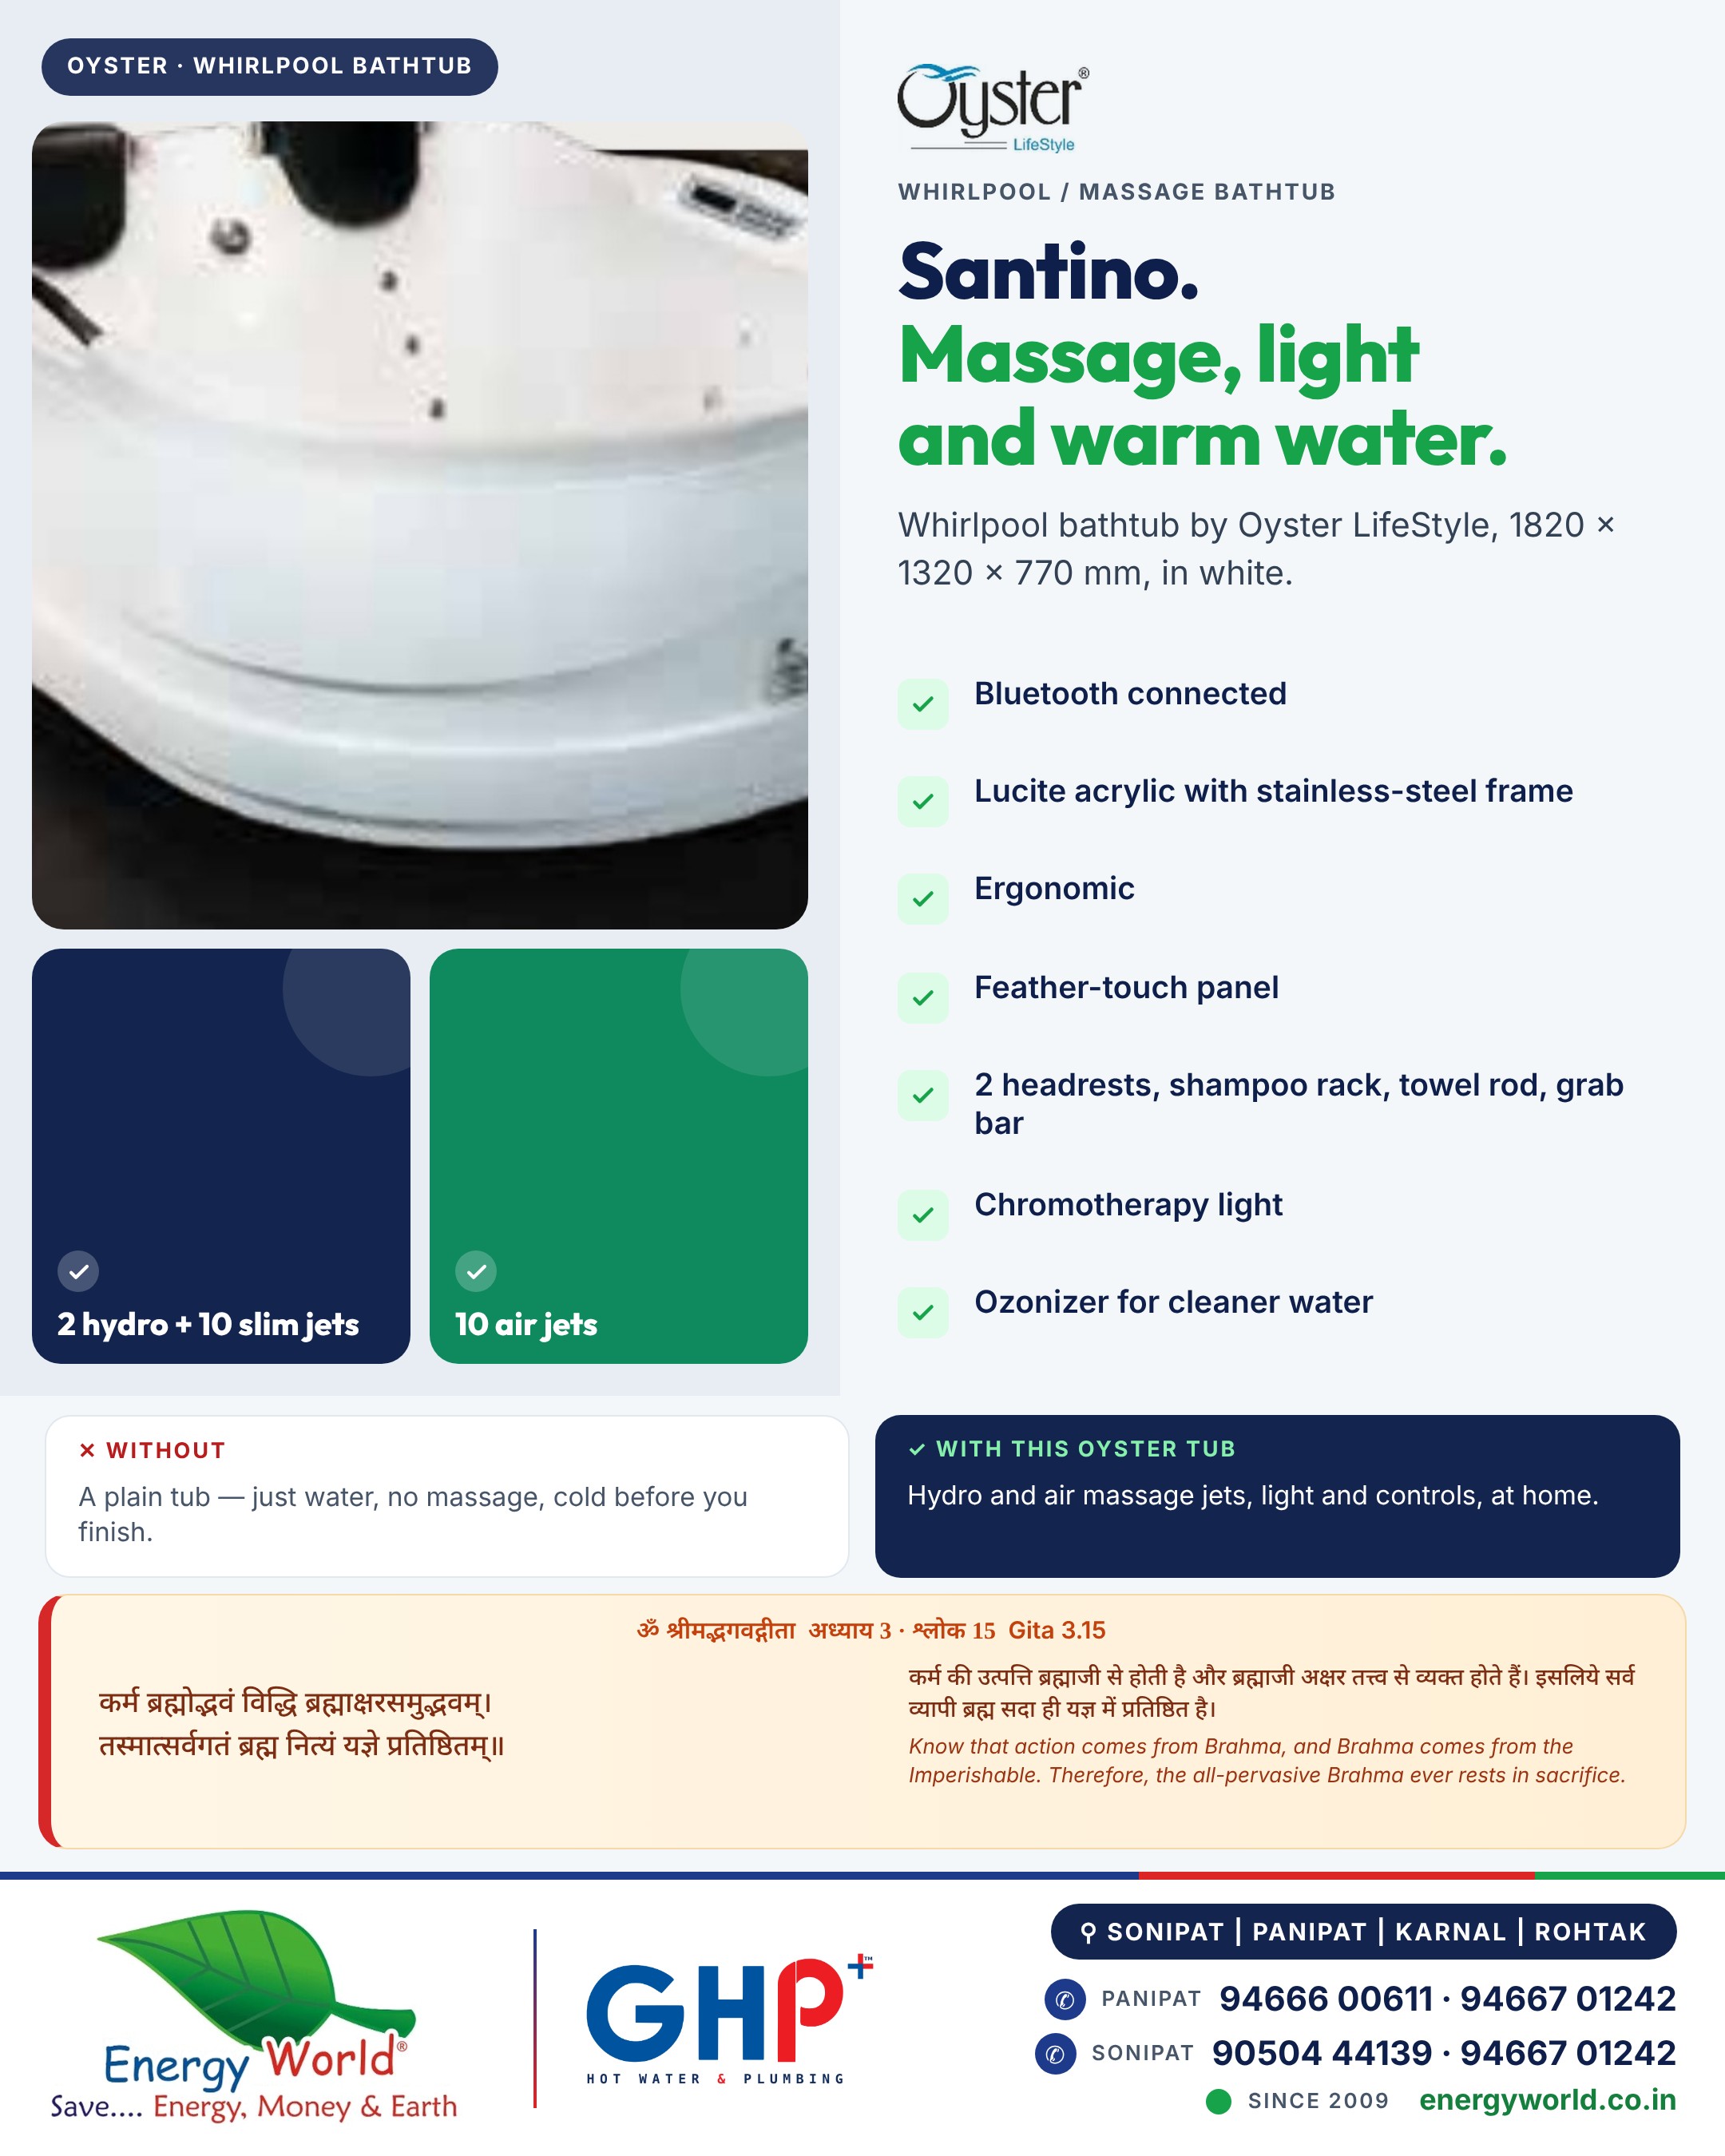 OYSTER · WHIRLPOOL BATHTUB
Oyster®
LifeStyle
WHIRLPOOL / MASSAGE BATHTUB
Santino.
Massage, light
and warm water.
Whirlpool bathtub by Oyster LifeStyle, 1820 ×
1320 × 770 mm, in white.
Bluetooth connected
Lucite acrylic with stainless-steel frame
Ergonomic
Feather-touch panel
2 headrests, shampoo rack, towel rod, grab
bar
Chromotherapy light
Ozonizer for cleaner water
2 hydro + 10 slim jets
10 air jets
✕ WITHOUT
A plain tub — just water, no massage, cold before you
finish.
✓ WITH THIS OYSTER TUB
Hydro and air massage jets, light and controls, at home.
ॐ श्रीमद्भगवद्गीता अध्याय 3 · श्लोक 15 Gita 3.15
कर्म ब्रह्मोद्भवं विद्धि ब्रह्माक्षरसमुद्भवम्।
तस्मात्सर्वगतं ब्रह्म नित्यं यज्ञे प्रतिष्ठितम्॥
कर्म की उत्पत्ति ब्रह्माजी से होती है और ब्रह्माजी अक्षर तत्त्व से व्यक्त होते हैं। इसलिये सर्व
व्यापी ब्रह्म सदा ही यज्ञ में प्रतिष्ठित है।
Know that action comes from Brahma, and Brahma comes from the
Imperishable. Therefore, the all-pervasive Brahma ever rests in sacrifice.
Energy World®
Save.... Energy, Money & Earth
GHP+™
HOT WATER & PLUMBING
SONIPAT | PANIPAT | KARNAL | ROHTAK
PANIPAT 94666 00611 · 94667 01242
SONIPAT 90504 44139 · 94667 01242
SINCE 2009 energyworld.co.in